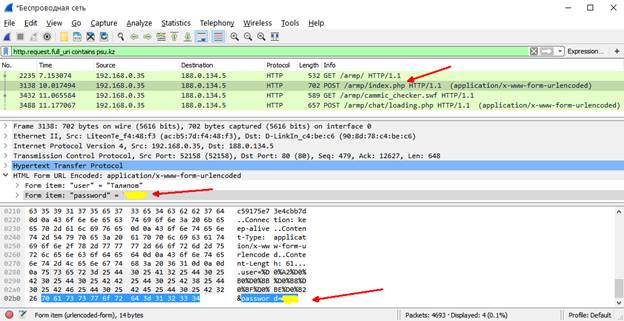 *Беспроводная сеть
File Edit View Go Capture Analyze Statistics Telephony Wireless Tools Help
http.request.full_uri contains psu.kz
Expression...
+
No. Time Source Destination Protocol Length Info
2235 7.153074 192.168.0.35 188.0.134.5 HTTP 532 GET /armp/ HTTP/1.1
3138 10.017494 192.168.0.35 188.0.134.5 HTTP 702 POST /armp/index.php HTTP/1.1 (application/x-www-form-urlencoded)
3432 11.065584 192.168.0.35 188.0.134.5 HTTP 589 GET /armp/cammic_checker.swf HTTP/1.1
3488 11.177067 192.168.0.35 188.0.134.5 HTTP 657 POST /armp/chat/loading.php HTTP/1.1 (application/x-www-form-urlencoded)
Frame 3138: 702 bytes on wire (5616 bits), 702 bytes captured (5616 bits) on interface 0
Ethernet II, Src: LiteonTe_f4:48:f3 (ac:b5:7d:f4:48:f3), Dst: D-LinkIn_c4:be:c6 (90:8d:78:c4:be:c6)
Internet Protocol Version 4, Src: 192.168.0.35, Dst: 188.0.134.5
Transmission Control Protocol, Src Port: 52158 (52158), Dst Port: 80 (80), Seq: 479, Ack: 12627, Len: 648
Hypertext Transfer Protocol
HTML Form URL Encoded: application/x-www-form-urlencoded
Form item: "user" = "Талипов"
Form item: "password" =
0210 63 35 39 31 37 35 65 37 33 65 34 63 62 62 37 64 c59175e7 3e4cbb7d
0220 0d 0a 43 6f 6e 6e 65 63 74 69 6f 6e 3a 20 6b 65 ..Connec tion: ke
0230 65 70 2d 61 6c 69 76 65 0d 0a 43 6f 6e 74 65 6e ep-alive ..Conten
0240 74 2d 54 79 70 65 3a 20 61 70 70 6c 69 63 61 74 t-Type: applicat
0250 69 6f 6e 2f 78 2d 77 77 77 2d 66 6f 72 6d 2d 75 ion/x-ww w-form-u
0260 72 6c 65 6e 63 6f 64 65 64 0d 0a 43 6f 6e 74 65 rlencode d..Conte
0270 6e 74 2d 4c 65 6e 67 74 68 3a 20 36 31 0d 0a 0d nt-Lengt h: 61...
0280 0a 75 73 65 72 3d 25 44 30 25 41 32 25 44 30 25 .user=%D 0%A2%D0%
0290 42 30 25 44 30 25 42 42 25 44 30 25 42 38 25 44 B0%D0%BB %D0%B8%D
02a0 30 25 42 46 25 44 30 25 42 45 25 44 30 25 42 32 0%BF%D0% BE%D0%B2
02b0 26 70 61 73 73 77 6f 72 64 3d 31 32 33 34 &passwor d=
Form item (urlencoded-form), 14 bytes
Packets: 4693 · Displayed: 4 (0.1%)
Profile: Default